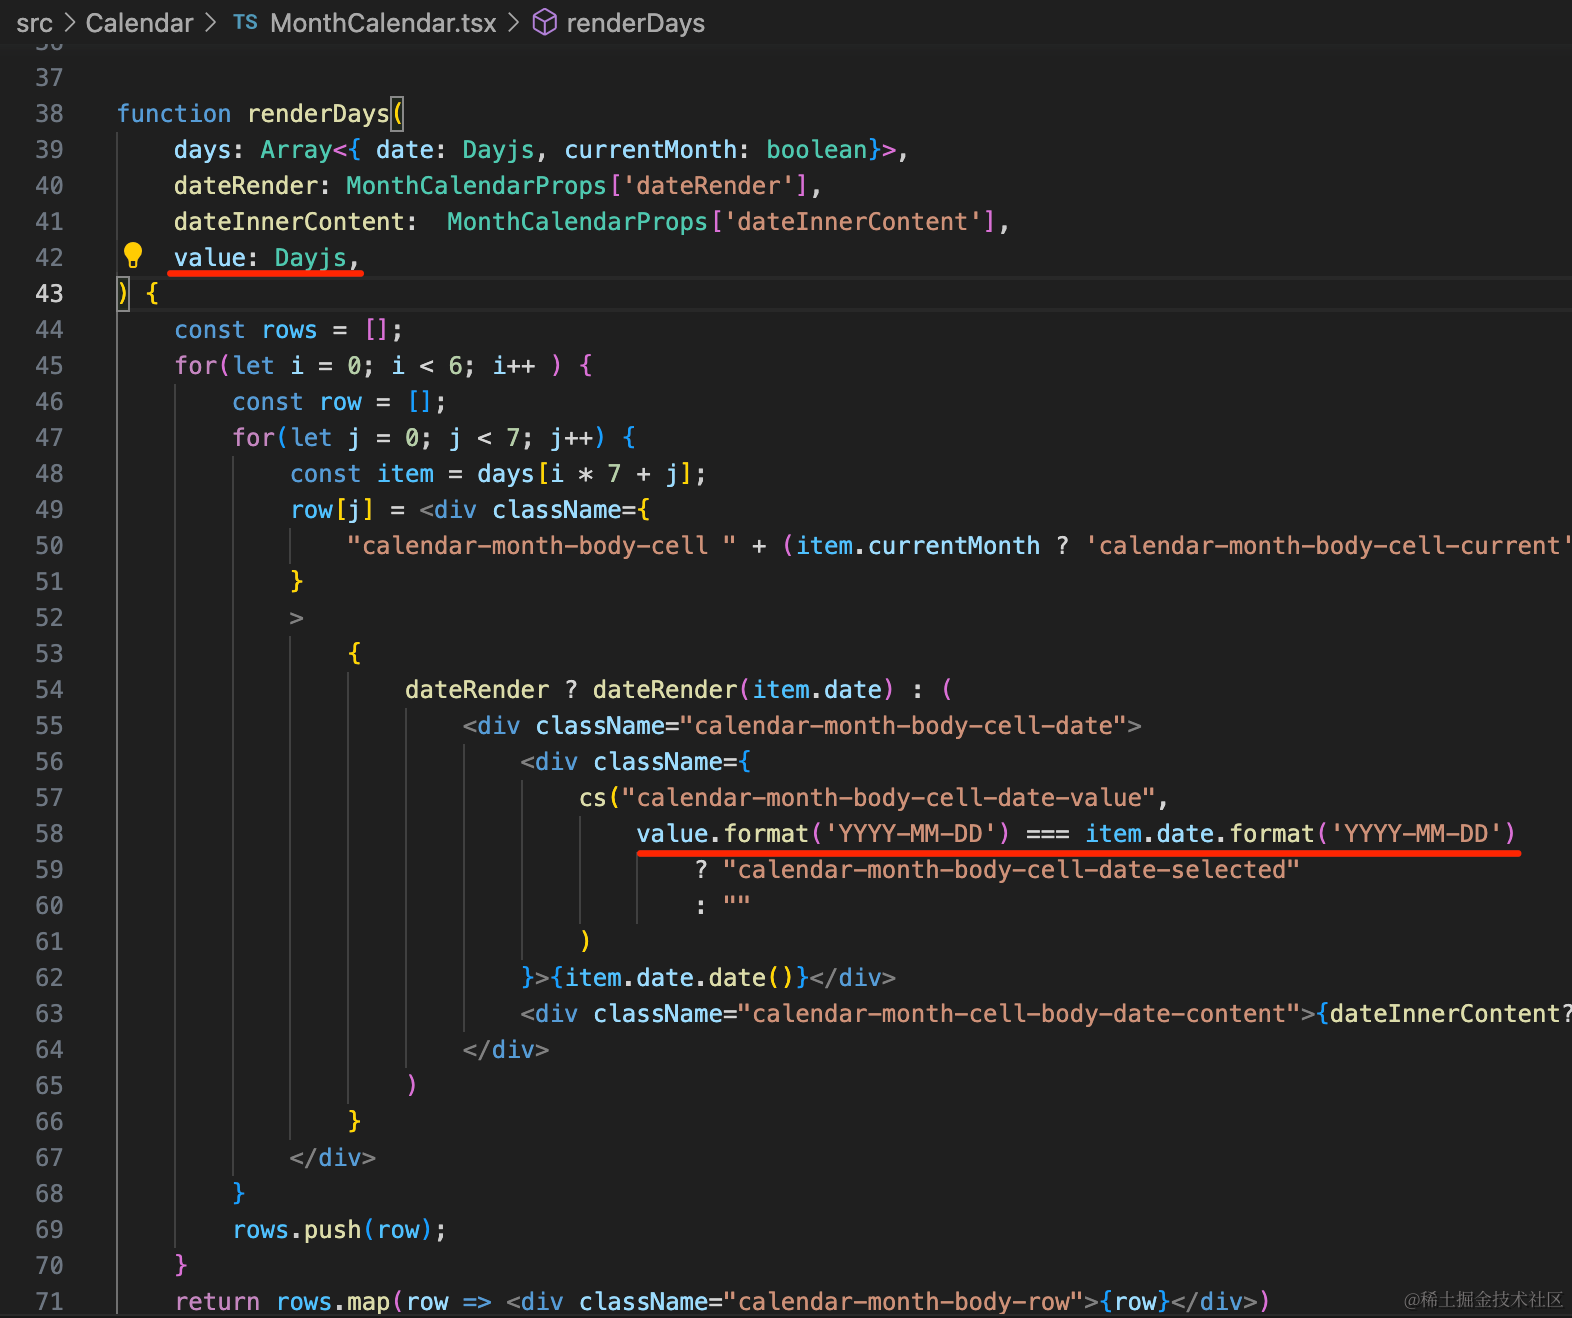 src > Calendar > TS MonthCalendar.tsx > renderDays
36
37
38 function renderDays(
39 days: Array<{ date: Dayjs, currentMonth: boolean}>,
40 dateRender: MonthCalendarProps['dateRender'],
41 dateInnerContent:  MonthCalendarProps['dateInnerContent'],
42 value: Dayjs,
43 ) {
44 const rows = [];
45 for(let i = 0; i < 6; i++ ) {
46 const row = [];
47 for(let j = 0; j < 7; j++) {
48 const item = days[i * 7 + j];
49 row[j] = <div className={
50 "calendar-month-body-cell " + (item.currentMonth ? 'calendar-month-body-cell-current'
51 }
52 >
53 {
54 dateRender ? dateRender(item.date) : (
55 <div className="calendar-month-body-cell-date">
56 <div className={
57 cs("calendar-month-body-cell-date-value",
58 value.format('YYYY-MM-DD') === item.date.format('YYYY-MM-DD')
59 ? "calendar-month-body-cell-date-selected"
60 : ""
61 )
62 }>{item.date.date()}</div>
63 <div className="calendar-month-cell-body-date-content">{dateInnerContent?
64 </div>
65 )
66 }
67 </div>
68 }
69 rows.push(row);
70 }
71 return rows.map(row => <div className="calendar-month-body-row">{row}</div>)
@稀土掘金技术社区